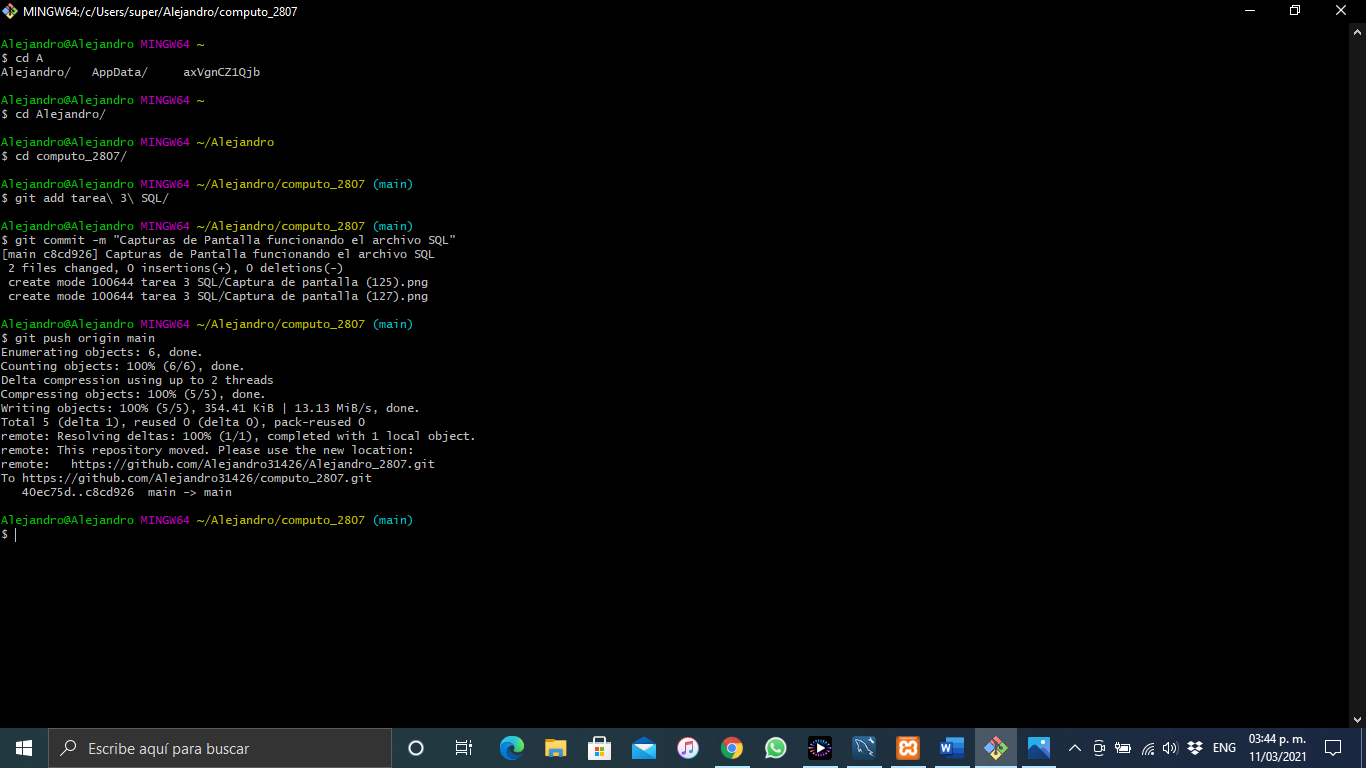 MINGW64:/c/Users/super/Alejandro/computo_2807
Alejandro@Alejandro MINGW64 ~
$ cd A
Alejandro/   AppData/     axVgnCZ1Qjb
Alejandro@Alejandro MINGW64 ~
$ cd Alejandro/
Alejandro@Alejandro MINGW64 ~/Alejandro
$ cd computo_2807/
Alejandro@Alejandro MINGW64 ~/Alejandro/computo_2807 (main)
$ git add tarea\ 3\ SQL/
Alejandro@Alejandro MINGW64 ~/Alejandro/computo_2807 (main)
$ git commit -m "Capturas de Pantalla funcionando el archivo SQL"
[main c8cd926] Capturas de Pantalla funcionando el archivo SQL
 2 files changed, 0 insertions(+), 0 deletions(-)
 create mode 100644 tarea 3 SQL/Captura de pantalla (125).png
 create mode 100644 tarea 3 SQL/Captura de pantalla (127).png
Alejandro@Alejandro MINGW64 ~/Alejandro/computo_2807 (main)
$ git push origin main
Enumerating objects: 6, done.
Counting objects: 100% (6/6), done.
Delta compression using up to 2 threads
Compressing objects: 100% (5/5), done.
Writing objects: 100% (5/5), 354.41 KiB | 13.13 MiB/s, done.
Total 5 (delta 1), reused 0 (delta 0), pack-reused 0
remote: Resolving deltas: 100% (1/1), completed with 1 local object.
remote: This repository moved. Please use the new location:
remote:   https://github.com/Alejandro31426/Alejandro_2807.git
To https://github.com/Alejandro31426/computo_2807.git
   40ec75d..c8cd926  main -> main
Alejandro@Alejandro MINGW64 ~/Alejandro/computo_2807 (main)
$
Escribe aquí para buscar
ENG
03:44 p. m.
11/03/2021